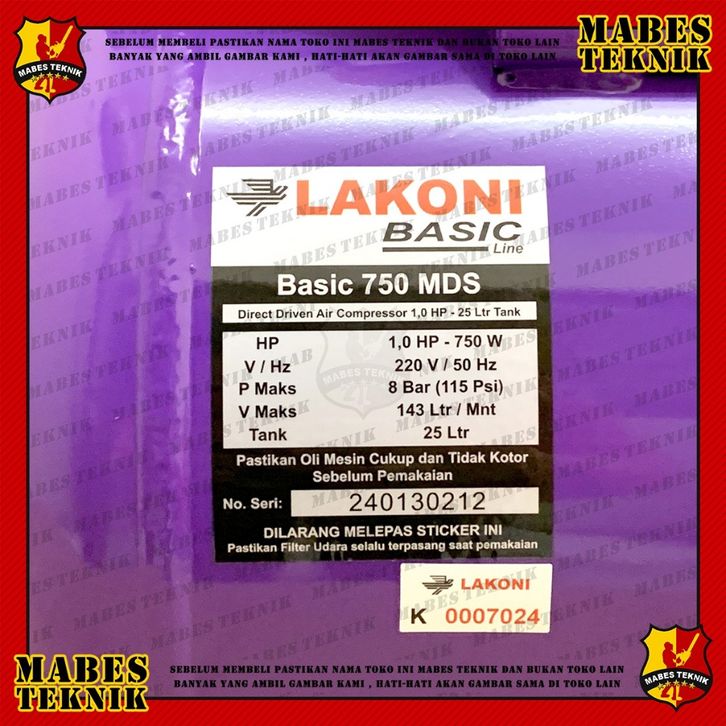 MABES TEKNIK
SEBELUM MEMBELI PASTIKAN NAMA TOKO INI MABES TEKNIK DAN BUKAN TOKO LAIN
BANYAK YANG AMBIL GAMBAR KAMI , HATI-HATI AKAN GAMBAR SAMA DI TOKO LAIN
MABES
TEKNIK
LAKONI
BASIC
Line
Basic 750 MDS
Direct Driven Air Compressor 1,0 HP - 25 Ltr Tank
HP 1,0 HP - 750 W
V / Hz 220 V / 50 Hz
P Maks 8 Bar (115 Psi)
V Maks 143 Ltr / Mnt
Tank 25 Ltr
Pastikan Oli Mesin Cukup dan Tidak Kotor
Sebelum Pemakaian
No. Seri: 240130212
DILARANG MELEPAS STICKER INI
Pastikan Filter Udara selalu terpasang saat pemakaian
LAKONI
K 0007024
MABES
TEKNIK
SEBELUM MEMBELI PASTIKAN NAMA TOKO INI MABES TEKNIK DAN BUKAN TOKO LAIN
BANYAK YANG AMBIL GAMBAR KAMI , HATI-HATI AKAN GAMBAR SAMA DI TOKO LAIN
MABES TEKNIK